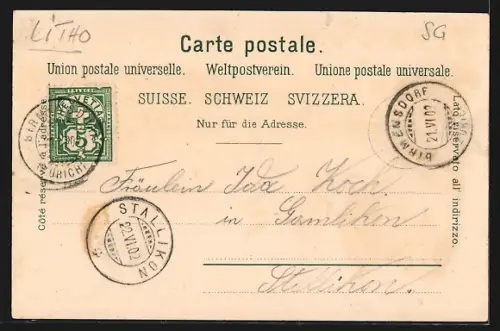 LITHO
SG
Carte postale.
Union postale universelle. Weltpostverein. Unione postale universale.
SUISSE. SCHWEIZ SVIZZERA.
Nur für die Adresse.
Côté réservé à l'adresse
Lato riservato all'indirizzo.
HELVETIA
5
BIRM
(ZÜRICH)
BIRMENSDORF
21.VI.02
STALLIKON
22.VI.02
Fräulein Ida Koch
in Gamlikon
Stallikon.